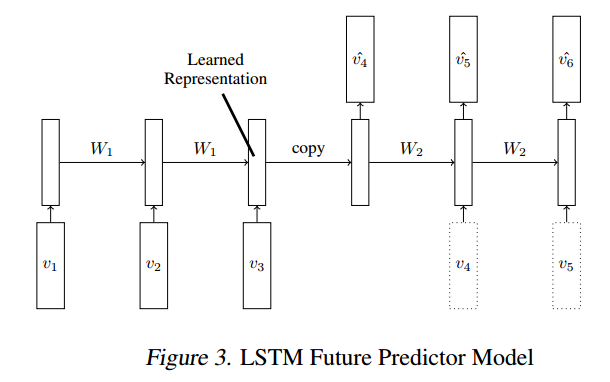 v̂4 v̂5 v̂6
Learned
Representation
W1 W1 copy W2 W2
v1 v2 v3 v4 v5
Figure 3. LSTM Future Predictor Model